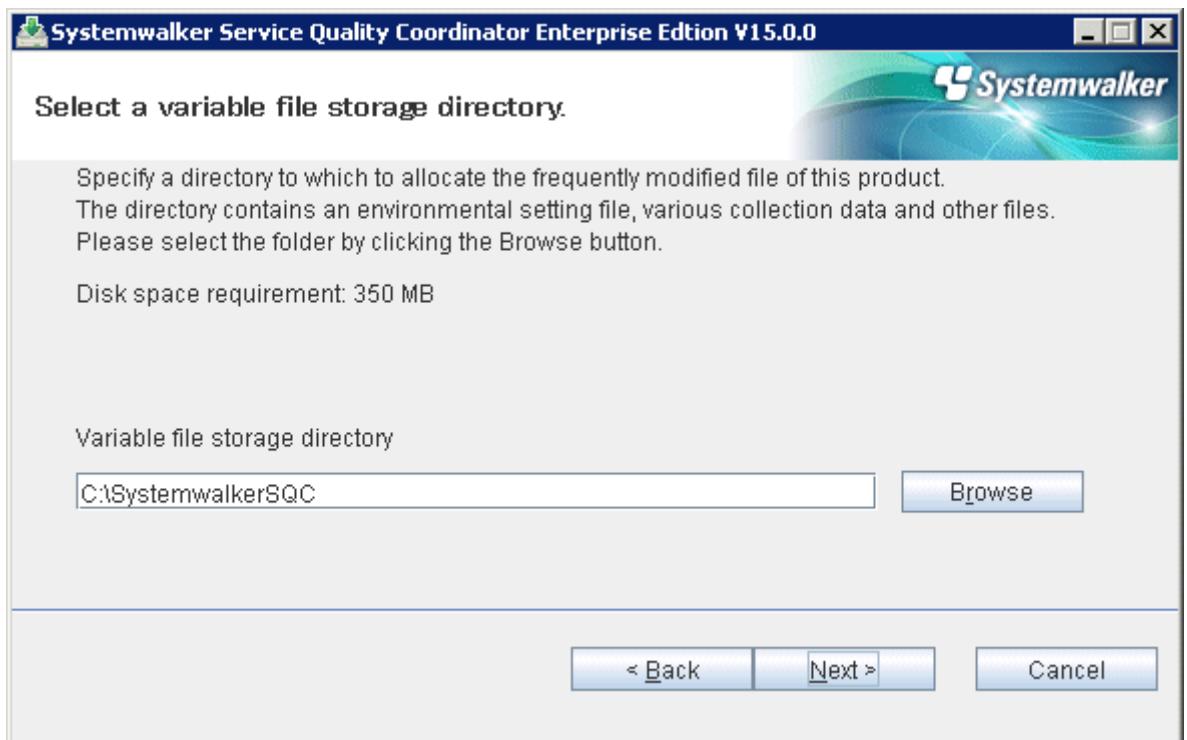 Systemwalker Service Quality Coordinator Enterprise Edtion V15.0.0
Systemwalker
Select a variable file storage directory.
Specify a directory to which to allocate the frequently modified file of this product.
The directory contains an environmental setting file, various collection data and other files.
Please select the folder by clicking the Browse button.
Disk space requirement: 350 MB
Variable file storage directory
C:\SystemwalkerSQC
Browse
< Back
Next >
Cancel